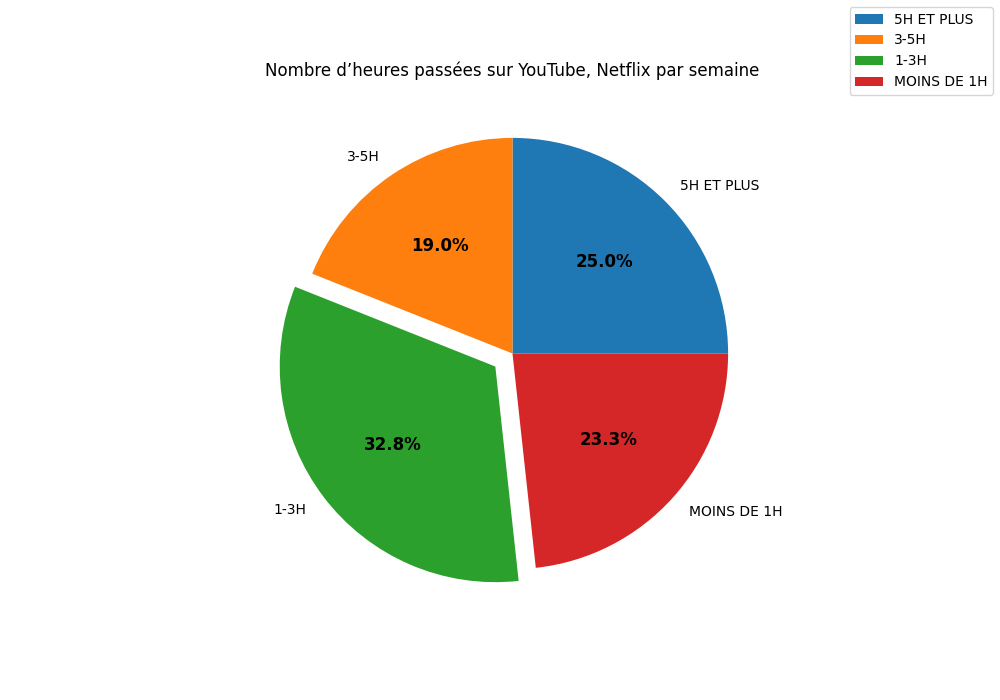 5H ET PLUS
3-5H
1-3H
MOINS DE 1H
Nombre d’heures passées sur YouTube, Netflix par semaine
3-5H
5H ET PLUS
19.0%
25.0%
32.8%
23.3%
1-3H
MOINS DE 1H